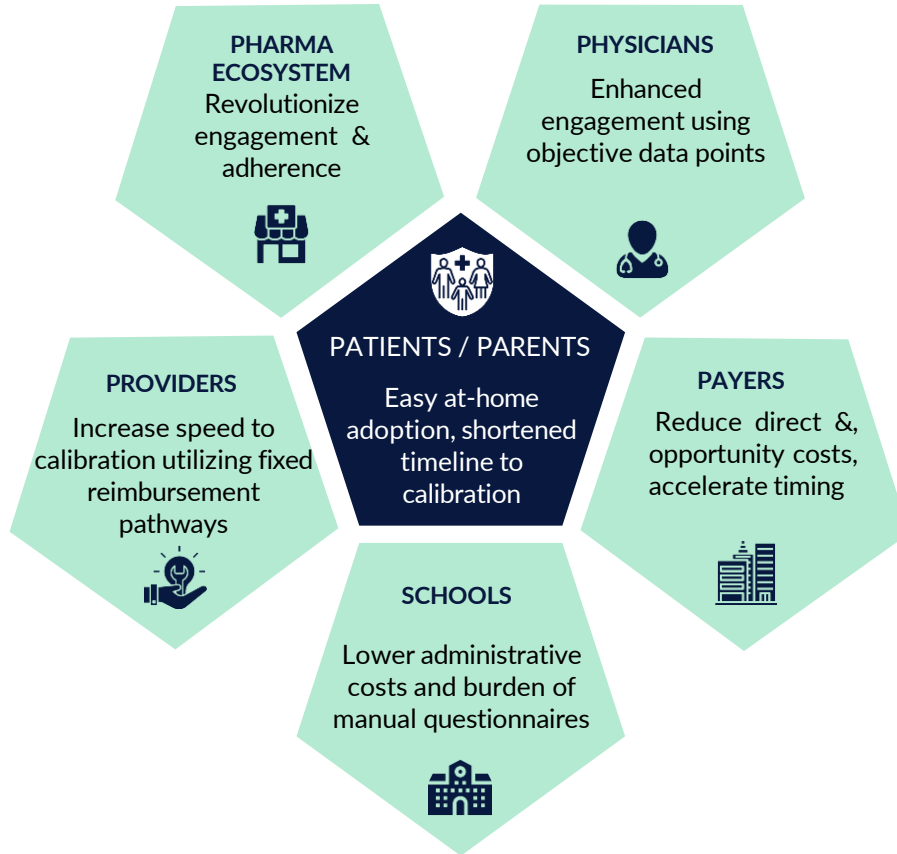 PHARMA
ECOSYSTEM
Revolutionize
engagement &
adherence
PHYSICIANS
Enhanced
engagement using
objective data points
PATIENTS / PARENTS
Easy at-home
adoption, shortened
timeline to
calibration
PROVIDERS
Increase speed to
calibration utilizing fixed
reimbursement
pathways
PAYERS
Reduce direct &,
opportunity costs,
accelerate timing
SCHOOLS
Lower administrative
costs and burden of
manual questionnaires